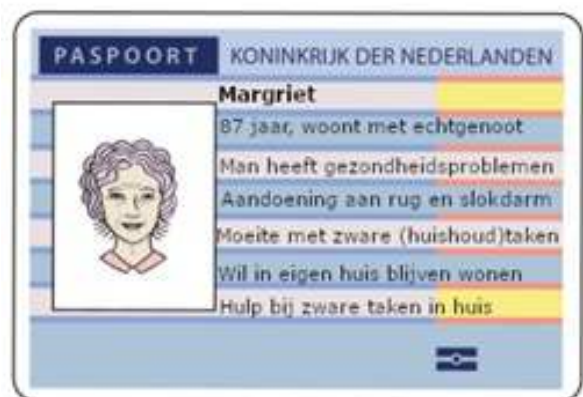 PASPOORT KONINKRIJK DER NEDERLANDEN
Margriet
87 jaar, woont met echtgenoot
Man heeft gezondheidsproblemen
Aandoening aan rug en slokdarm
Moeite met zware (huishoud)taken
Wil in eigen huis blijven wonen
Hulp bij zware taken in huis